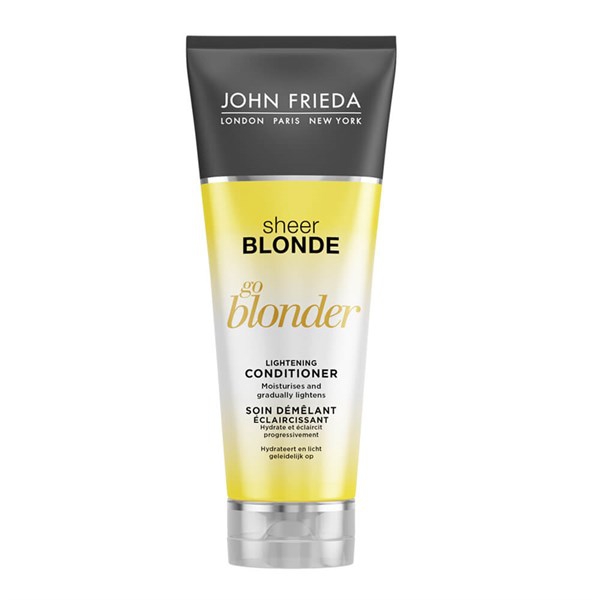 JOHN FRIEDA
LONDON PARIS NEW YORK
sheer
BLONDE
go
blonder
LIGHTENING
CONDITIONER
Moisturises and
gradually lightens
SOIN DÉMÊLANT
ÉCLAIRCISSANT
Hydrate et éclaircit
progressivement
Hydrateert en licht
geleidelijk op